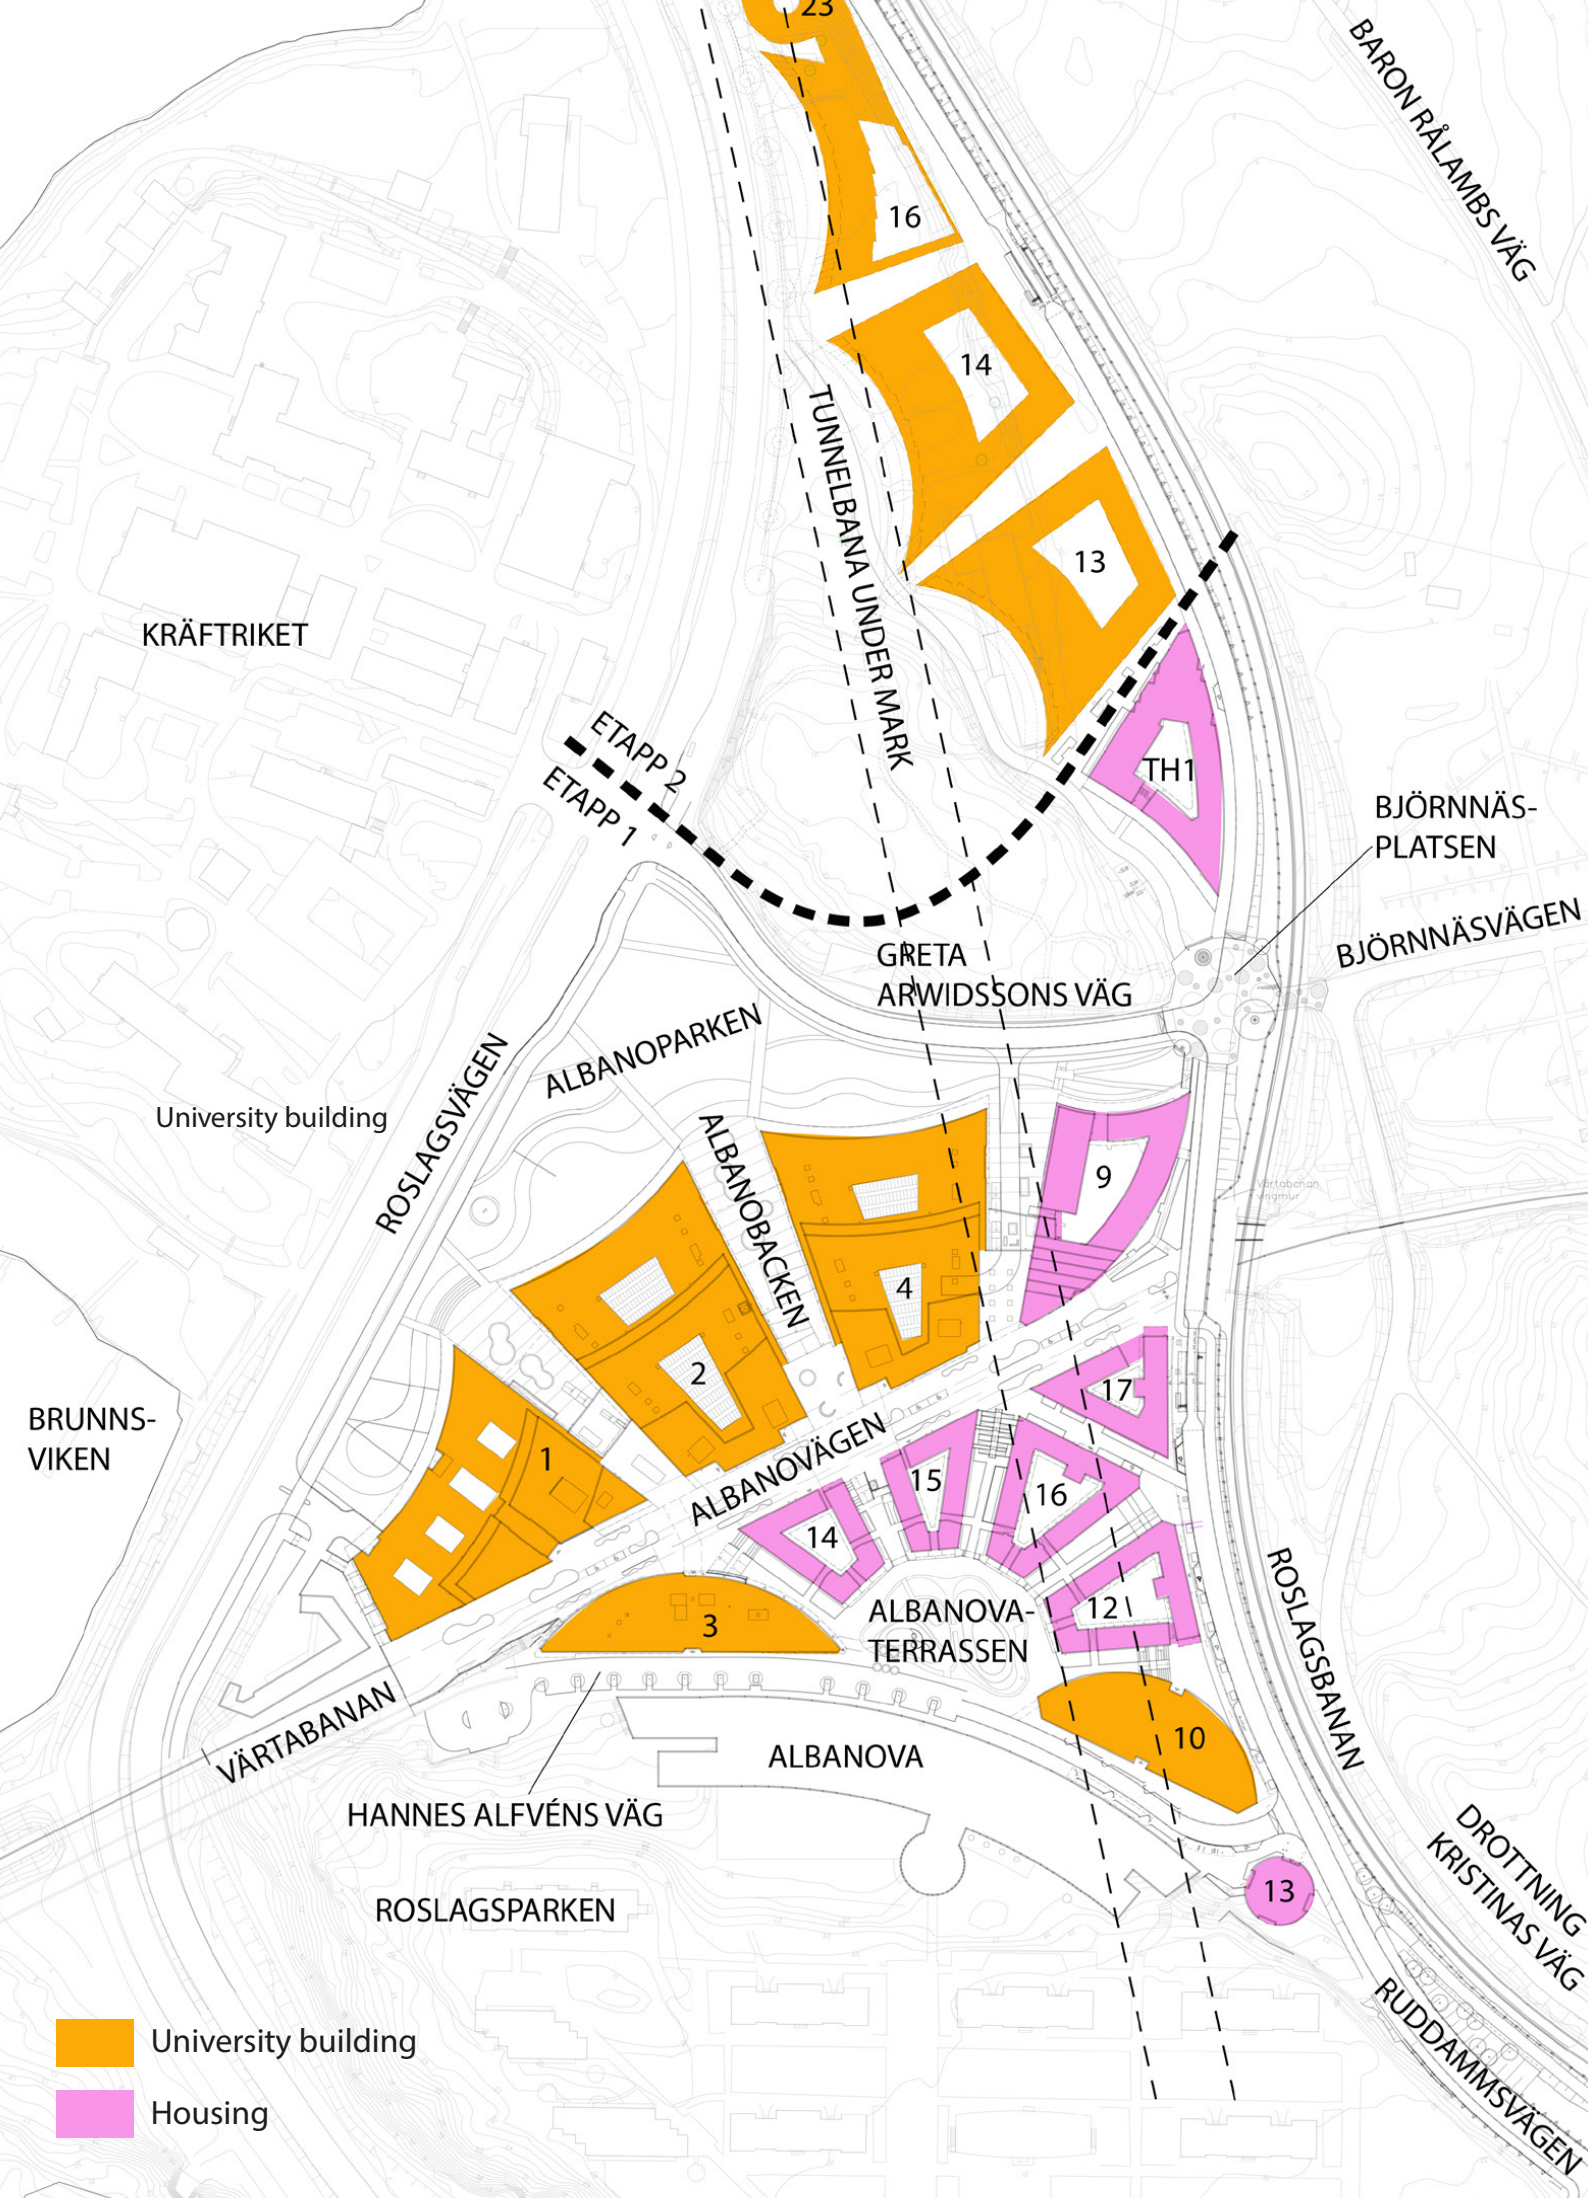 23
BARON RÅLAMBS VÄG
16
14
TUNNELBANA UNDER MARK
13
KRÄFTRIKET
ETAPP 2
ETAPP 1
TH1
BJÖRNNÄS-
PLATSEN
BJÖRNNÄSVÄGEN
GRETA
ARWIDSSONS VÄG
ALBANOPARKEN
ROSLAGSVÄGEN
University building
ALBANOBACKEN
9
Värtabanan
vingmur
4
2
17
BRUNNS-
VIKEN
1
ALBANOVÄGEN
15
16
14
ROSLAGSBANAN
3
ALBANOVA-
TERRASSEN
12
VÄRTABANAN
10
ALBANOVA
HANNES ALFVÉNS VÄG
DROTTNING
KRISTINAS VÄG
13
ROSLAGSPARKEN
RUDDAMMSVÄGEN
University building
Housing